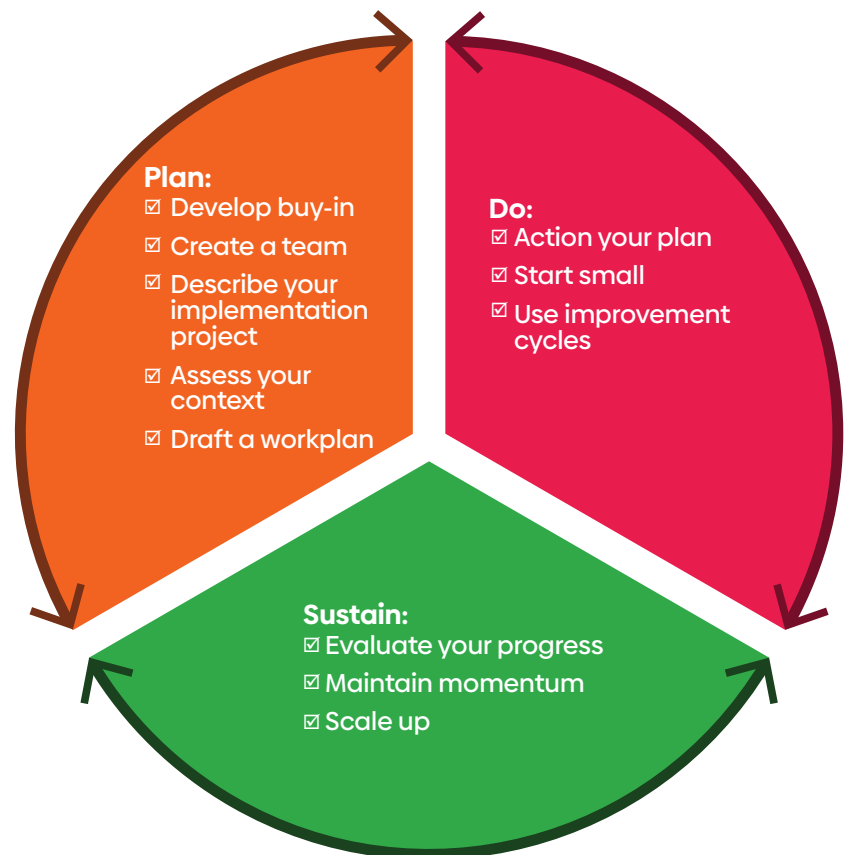 Plan:
☑ Develop buy-in
☑ Create a team
☑ Describe your
implementation
project
☑ Assess your
context
☑ Draft a workplan
Do:
☑ Action your plan
☑ Start small
☑ Use improvement
cycles
Sustain:
☑ Evaluate your progress
☑ Maintain momentum
☑ Scale up